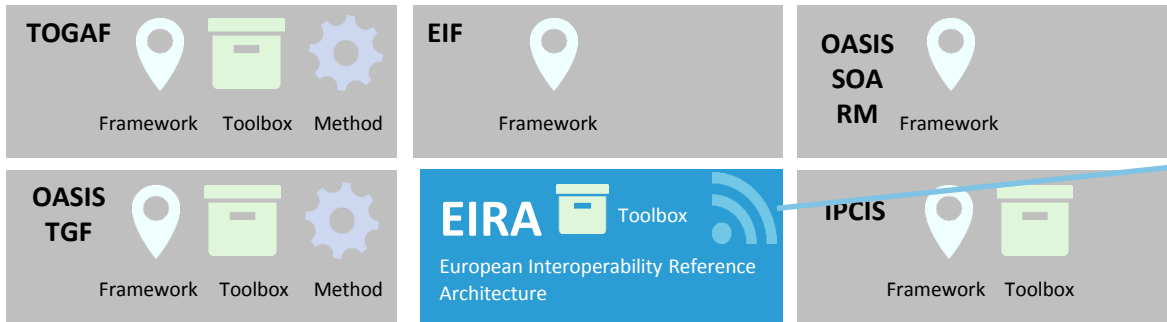 TOGAF
Framework Toolbox Method
EIF
Framework
OASIS
SOA
RM
Framework
OASIS
TGF
Framework Toolbox Method
EIRA Toolbox
European Interoperability Reference
Architecture
IPCIS
Framework Toolbox